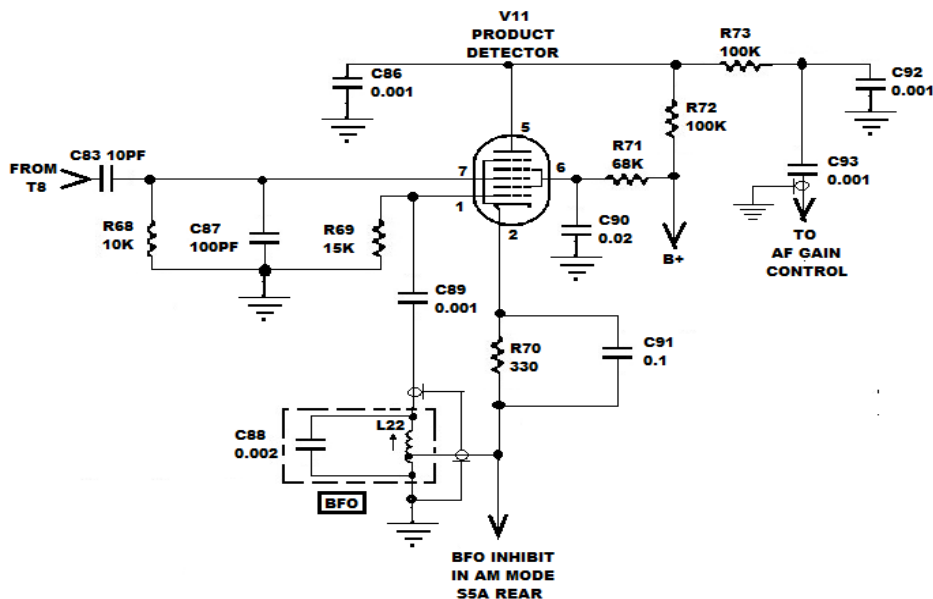 V11
PRODUCT
DETECTOR
R73
100K
C86
0.001
C92
0.001
R72
100K
5
C83 10PF
R71
68K
FROM
T8
7
6
C93
0.001
1
R68
10K
C87
100PF
R69
15K
2
C90
0.02
B+
TO
AF GAIN
CONTROL
C89
0.001
R70
330
C91
0.1
L22
C88
0.002
BFO
BFO INHIBIT
IN AM MODE
S5A REAR